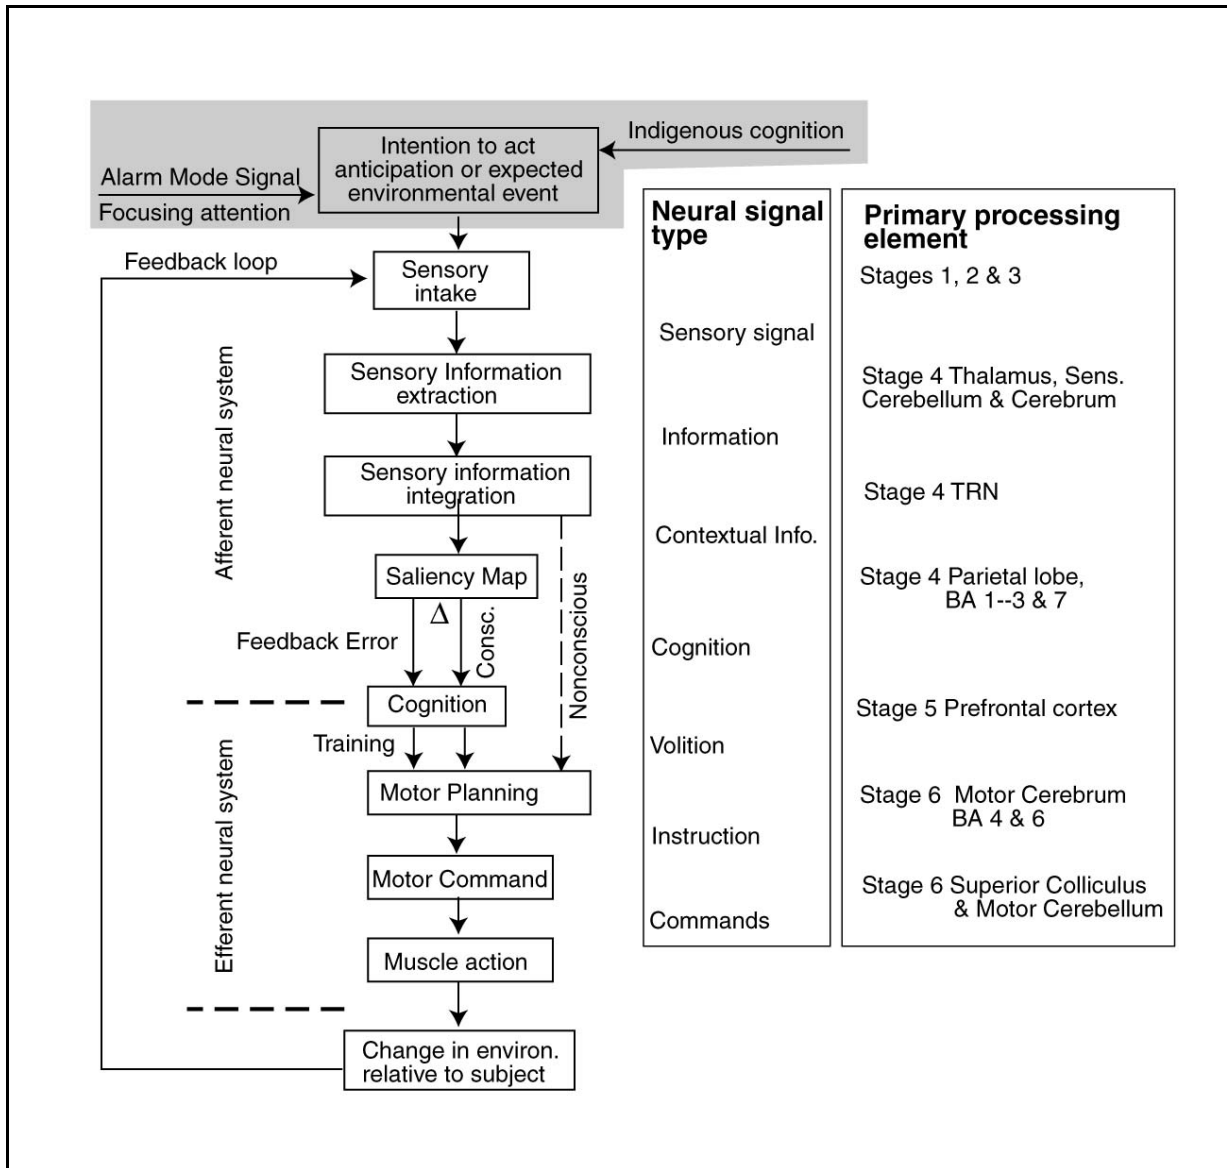 Indigenous cognition
Intention to act
anticipation or expected
environmental event
Alarm Mode Signal
Focusing attention
Feedback loop
Sensory
intake
Afferent neural system
Sensory Information
extraction
Sensory information
integration
Saliency Map
Δ
Feedback Error
Consc.
Nonconscious
Cognition
Training
Efferent neural system
Motor Planning
Motor Command
Muscle action
Change in environ.
relative to subject
Neural signal
type
Sensory signal
Information
Contextual Info.
Cognition
Volition
Instruction
Commands
Primary processing
element
Stages 1, 2 & 3
Stage 4 Thalamus, Sens.
Cerebellum & Cerebrum
Stage 4 TRN
Stage 4 Parietal lobe,
BA 1--3 & 7
Stage 5 Prefrontal cortex
Stage 6 Motor Cerebrum
BA 4 & 6
Stage 6 Superior Colliculus
& Motor Cerebellum